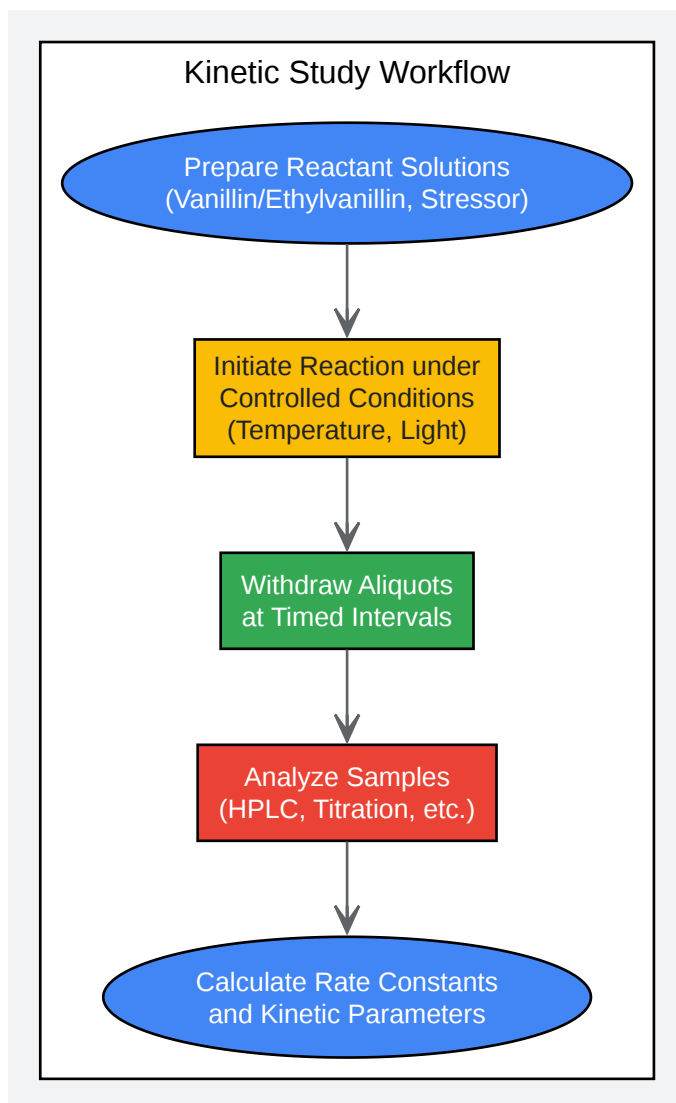 Kinetic Study Workflow
Prepare Reactant Solutions
(Vanillin/Ethylvanillin, Stressor)
Initiate Reaction under
Controlled Conditions
(Temperature, Light)
Withdraw Aliquots
at Timed Intervals
Analyze Samples
(HPLC, Titration, etc.)
Calculate Rate Constants
and Kinetic Parameters